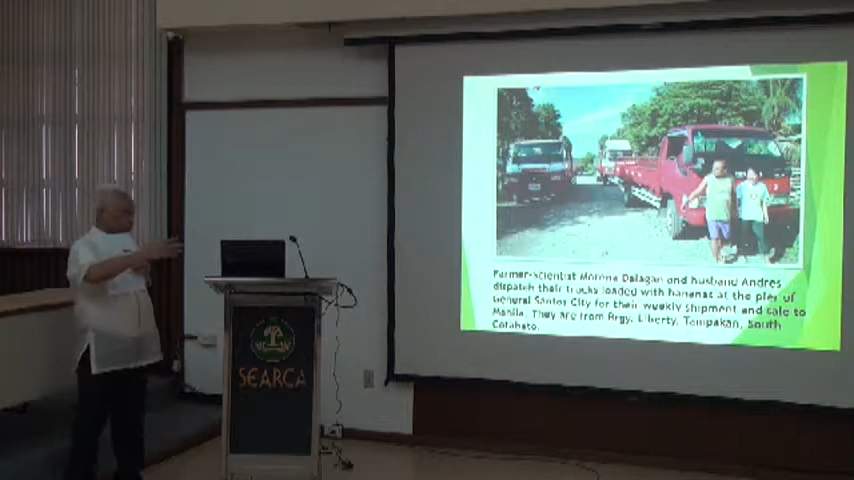 Farmer-Scientist Morena Dalagan and husband Andres
dispatch their trucks loaded with bananas at the pier of
General Santos City for their weekly shipment and sale to
Manila. They are from Brgy. Liberty, Tampakan, South
Cotabato.
SEARCA